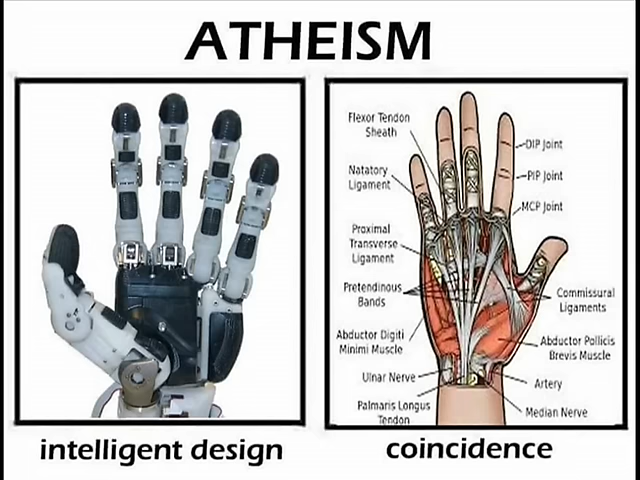 ATHEISM
Flexor Tendon
Sheath
Natatory
Ligament
Proximal
Transverse
Ligament
Pretendinous
Bands
Abductor Digiti
Minimi Muscle
Ulnar Nerve
Palmaris Longus
Tendon
DIP Joint
PIP Joint
MCP Joint
Commissural
Ligaments
Abductor Pollicis
Brevis Muscle
Artery
Median Nerve
intelligent design
coincidence